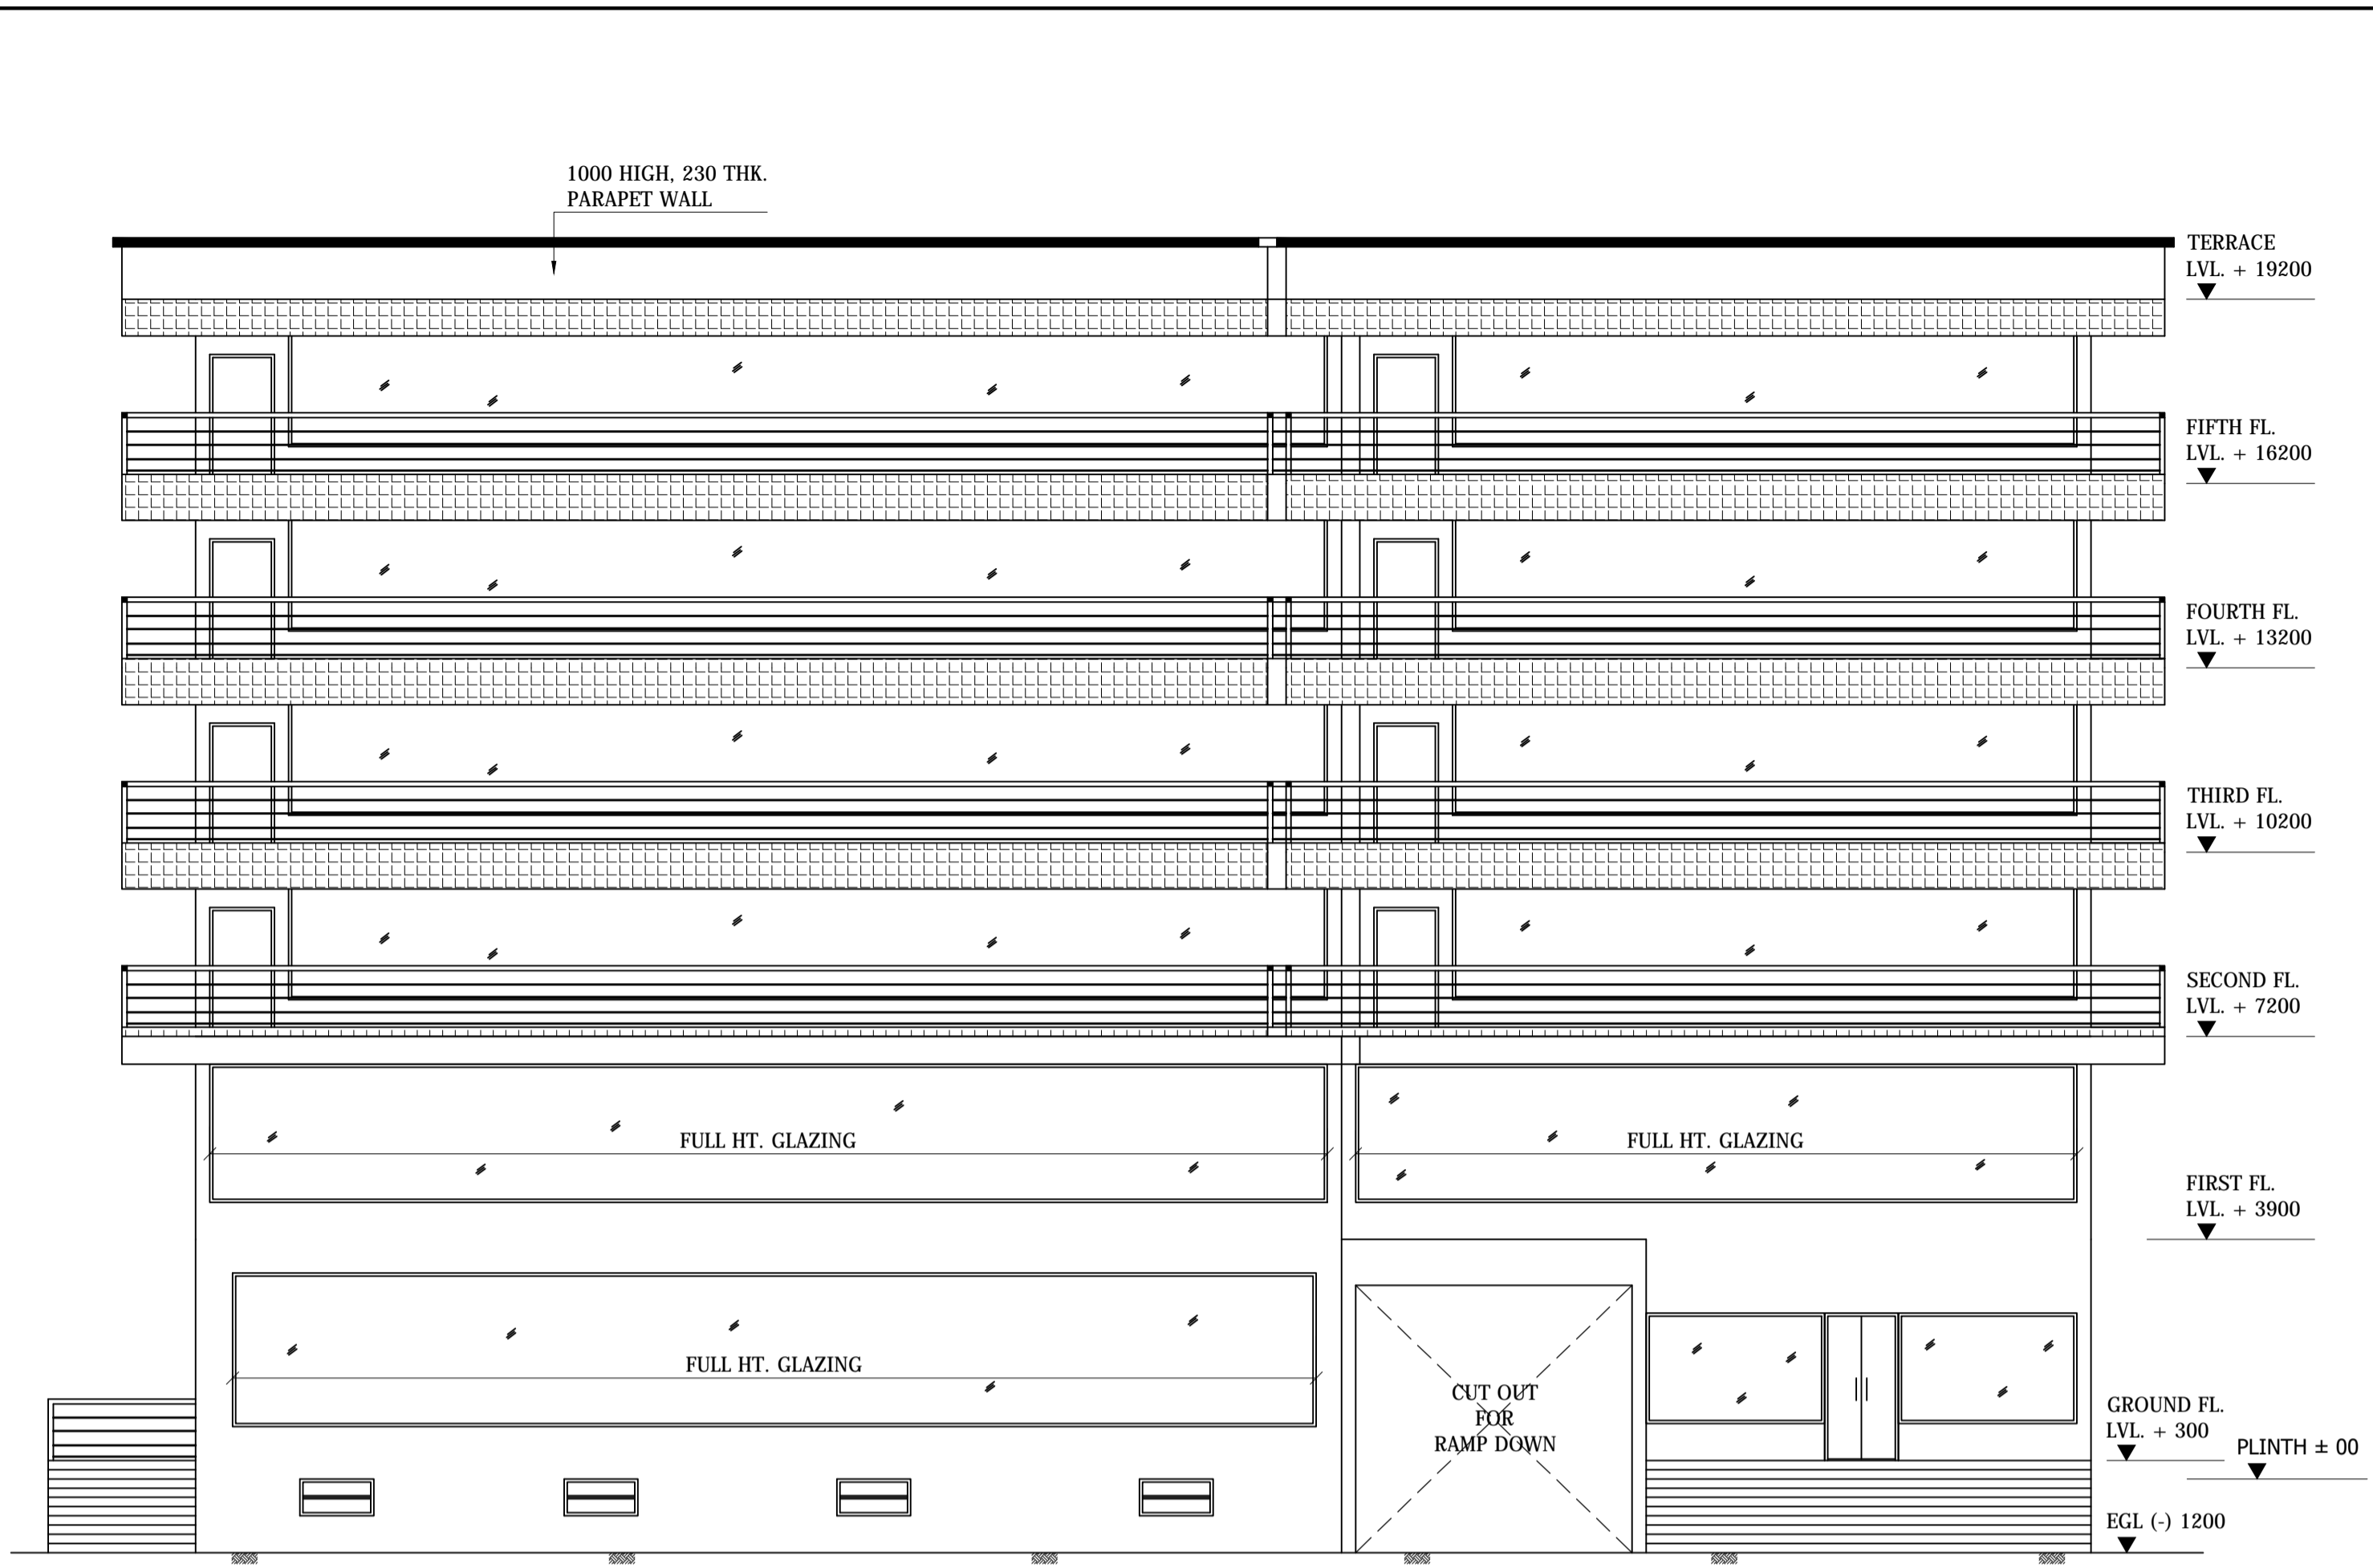 1000 HIGH, 230 THK.
PARAPET WALL
TERRACE
LVL. + 19200
FIFTH FL.
LVL. + 16200
FOURTH FL.
LVL. + 13200
THIRD FL.
LVL. + 10200
SECOND FL.
LVL. + 7200
FULL HT. GLAZING
FULL HT. GLAZING
FIRST FL.
LVL. + 3900
FULL HT. GLAZING
CUT OUT
FOR
RAMP DOWN
GROUND FL.
LVL. + 300
PLINTH ± 00
EGL (-) 1200